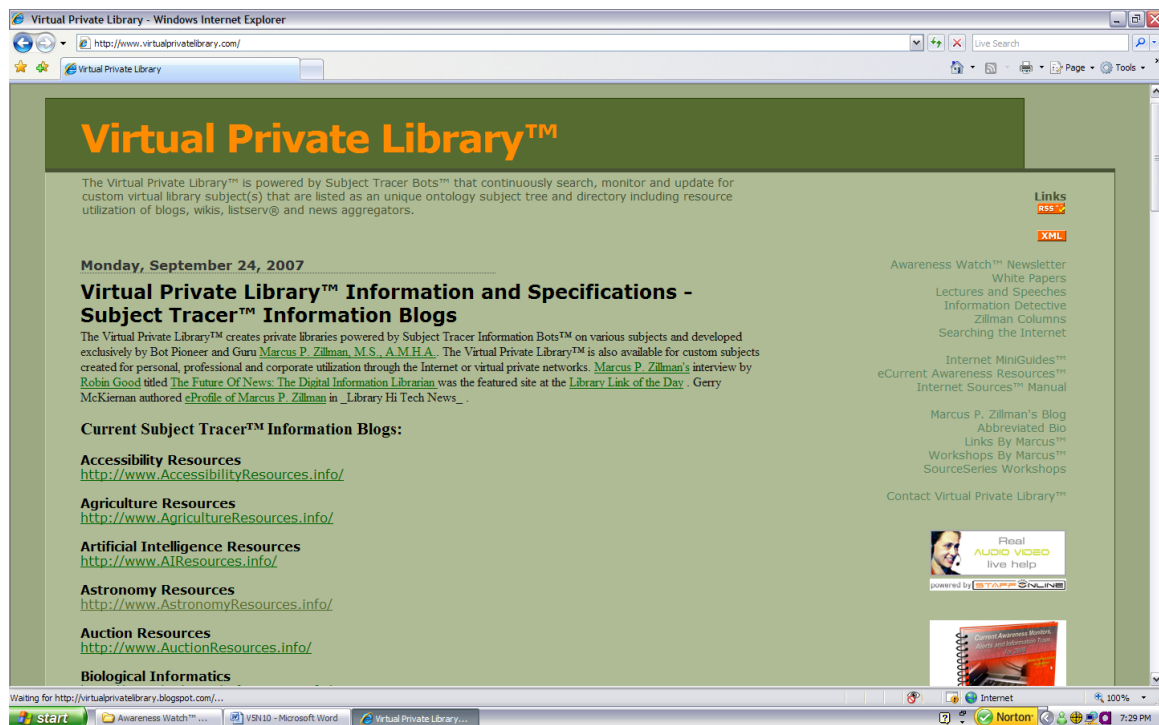 Virtual Private Library - Windows Internet Explorer
http://www.virtualprivatelibrary.com/
Live Search
Virtual Private Library
Page
Tools
Virtual Private Library™
The Virtual Private Library™ is powered by Subject Tracer Bots™ that continuously search, monitor and update for
custom virtual library subject(s) that are listed as an unique ontology subject tree and directory including resource
utilization of blogs, wikis, listserv® and news aggregators.
Monday, September 24, 2007
Virtual Private Library™ Information and Specifications -
Subject Tracer™ Information Blogs
The Virtual Private Library™ creates private libraries powered by Subject Tracer Information Bots™ on various subjects and developed
exclusively by Bot Pioneer and Guru Marcus P. Zillman, M.S., A.M.H.A.. The Virtual Private Library™ is also available for custom subjects
created for personal, professional and corporate utilization through the Internet or virtual private networks. Marcus P. Zillman's interview by
Robin Good titled The Future Of News: The Digital Information Librarian was the featured site at the Library Link of the Day . Gerry
McKiernan authored eProfile of Marcus P. Zillman in _Library Hi Tech News_ .
Current Subject Tracer™ Information Blogs:
Accessibility Resources
http://www.AccessibilityResources.info/
Agriculture Resources
http://www.AgricultureResources.info/
Artificial Intelligence Resources
http://www.AIResources.info/
Astronomy Resources
http://www.AstronomyResources.info/
Auction Resources
http://www.AuctionResources.info/
Biological Informatics
Links
RSS
XML
Awareness Watch™ Newsletter
White Papers
Lectures and Speeches
Information Detective
Zillman Columns
Searching the Internet
Internet MiniGuides™
eCurrent Awareness Resources™
Internet Sources™ Manual
Marcus P. Zillman's Blog
Abbreviated Bio
Links By Marcus™
Workshops By Marcus™
SourceSeries Workshops
Contact Virtual Private Library™
Real
AUDIO VIDEO
live help
powered by STAFFONLINE
Current Awareness Monitors,
Alerts and Information Traps
Waiting for http://virtualprivatelibrary.blogspot.com/...
Internet
100%
start
Awareness Watch™ ...
VSN10 - Microsoft Word
Virtual Private Library...
Norton
7:29 PM